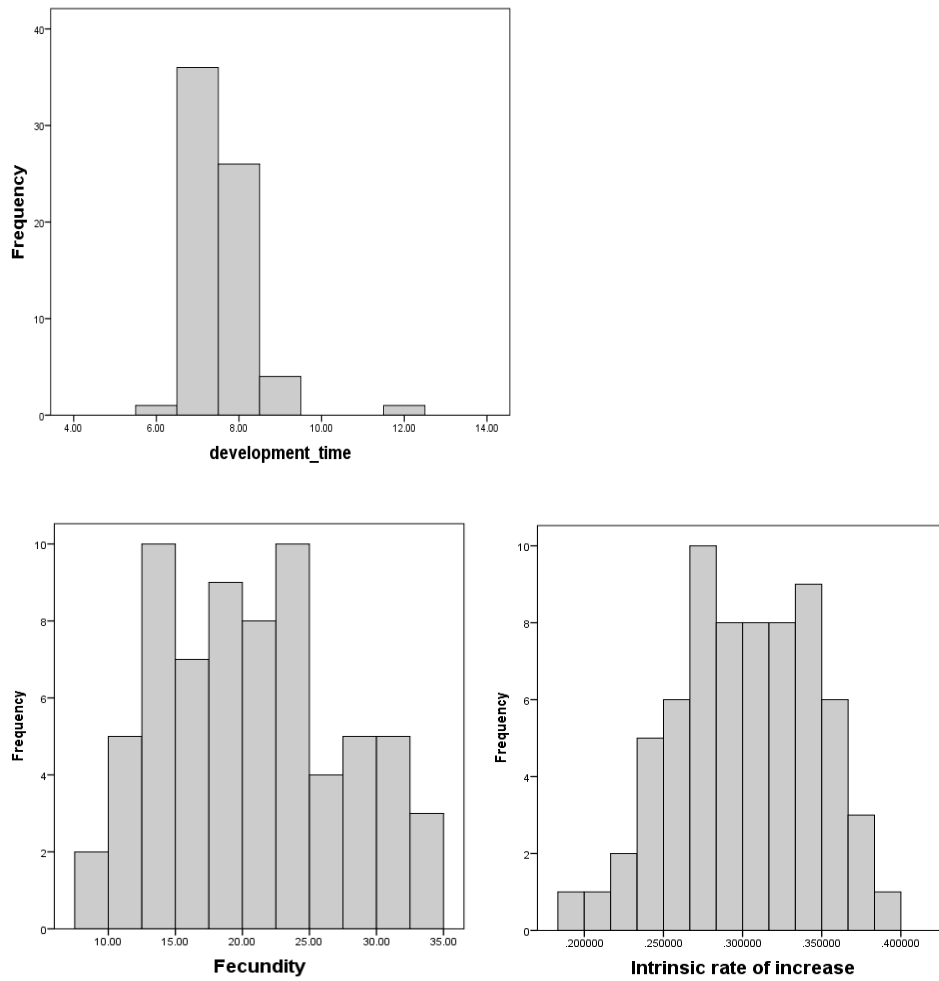 40
30
20
10
0
Frequency
4.00 6.00 8.00 10.00 12.00 14.00
development_time
10
8
6
4
2
0
Frequency
10.00 15.00 20.00 25.00 30.00 35.00
Fecundity
10
8
6
4
2
0
Frequency
.200000 .250000 .300000 .350000 .400000
Intrinsic rate of increase